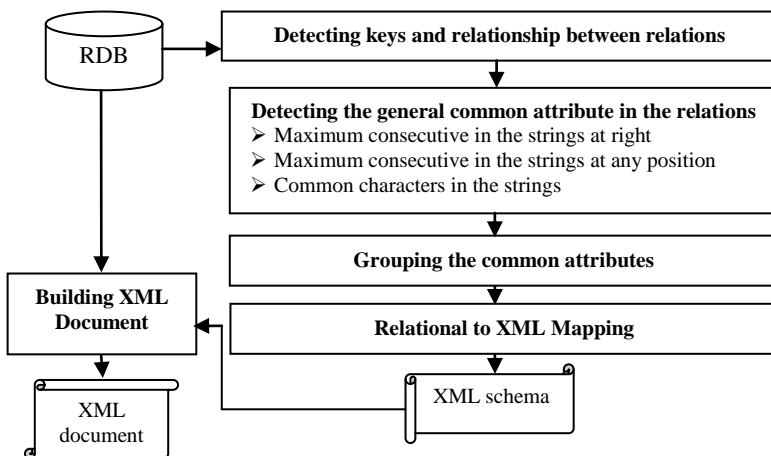 RDB
Detecting keys and relationship between relations
Detecting the general common attribute in the relations
➢ Maximum consecutive in the strings at right
➢ Maximum consecutive in the strings at any position
➢ Common characters in the strings
Grouping the common attributes
Building XML
Document
Relational to XML Mapping
XML
document
XML schema